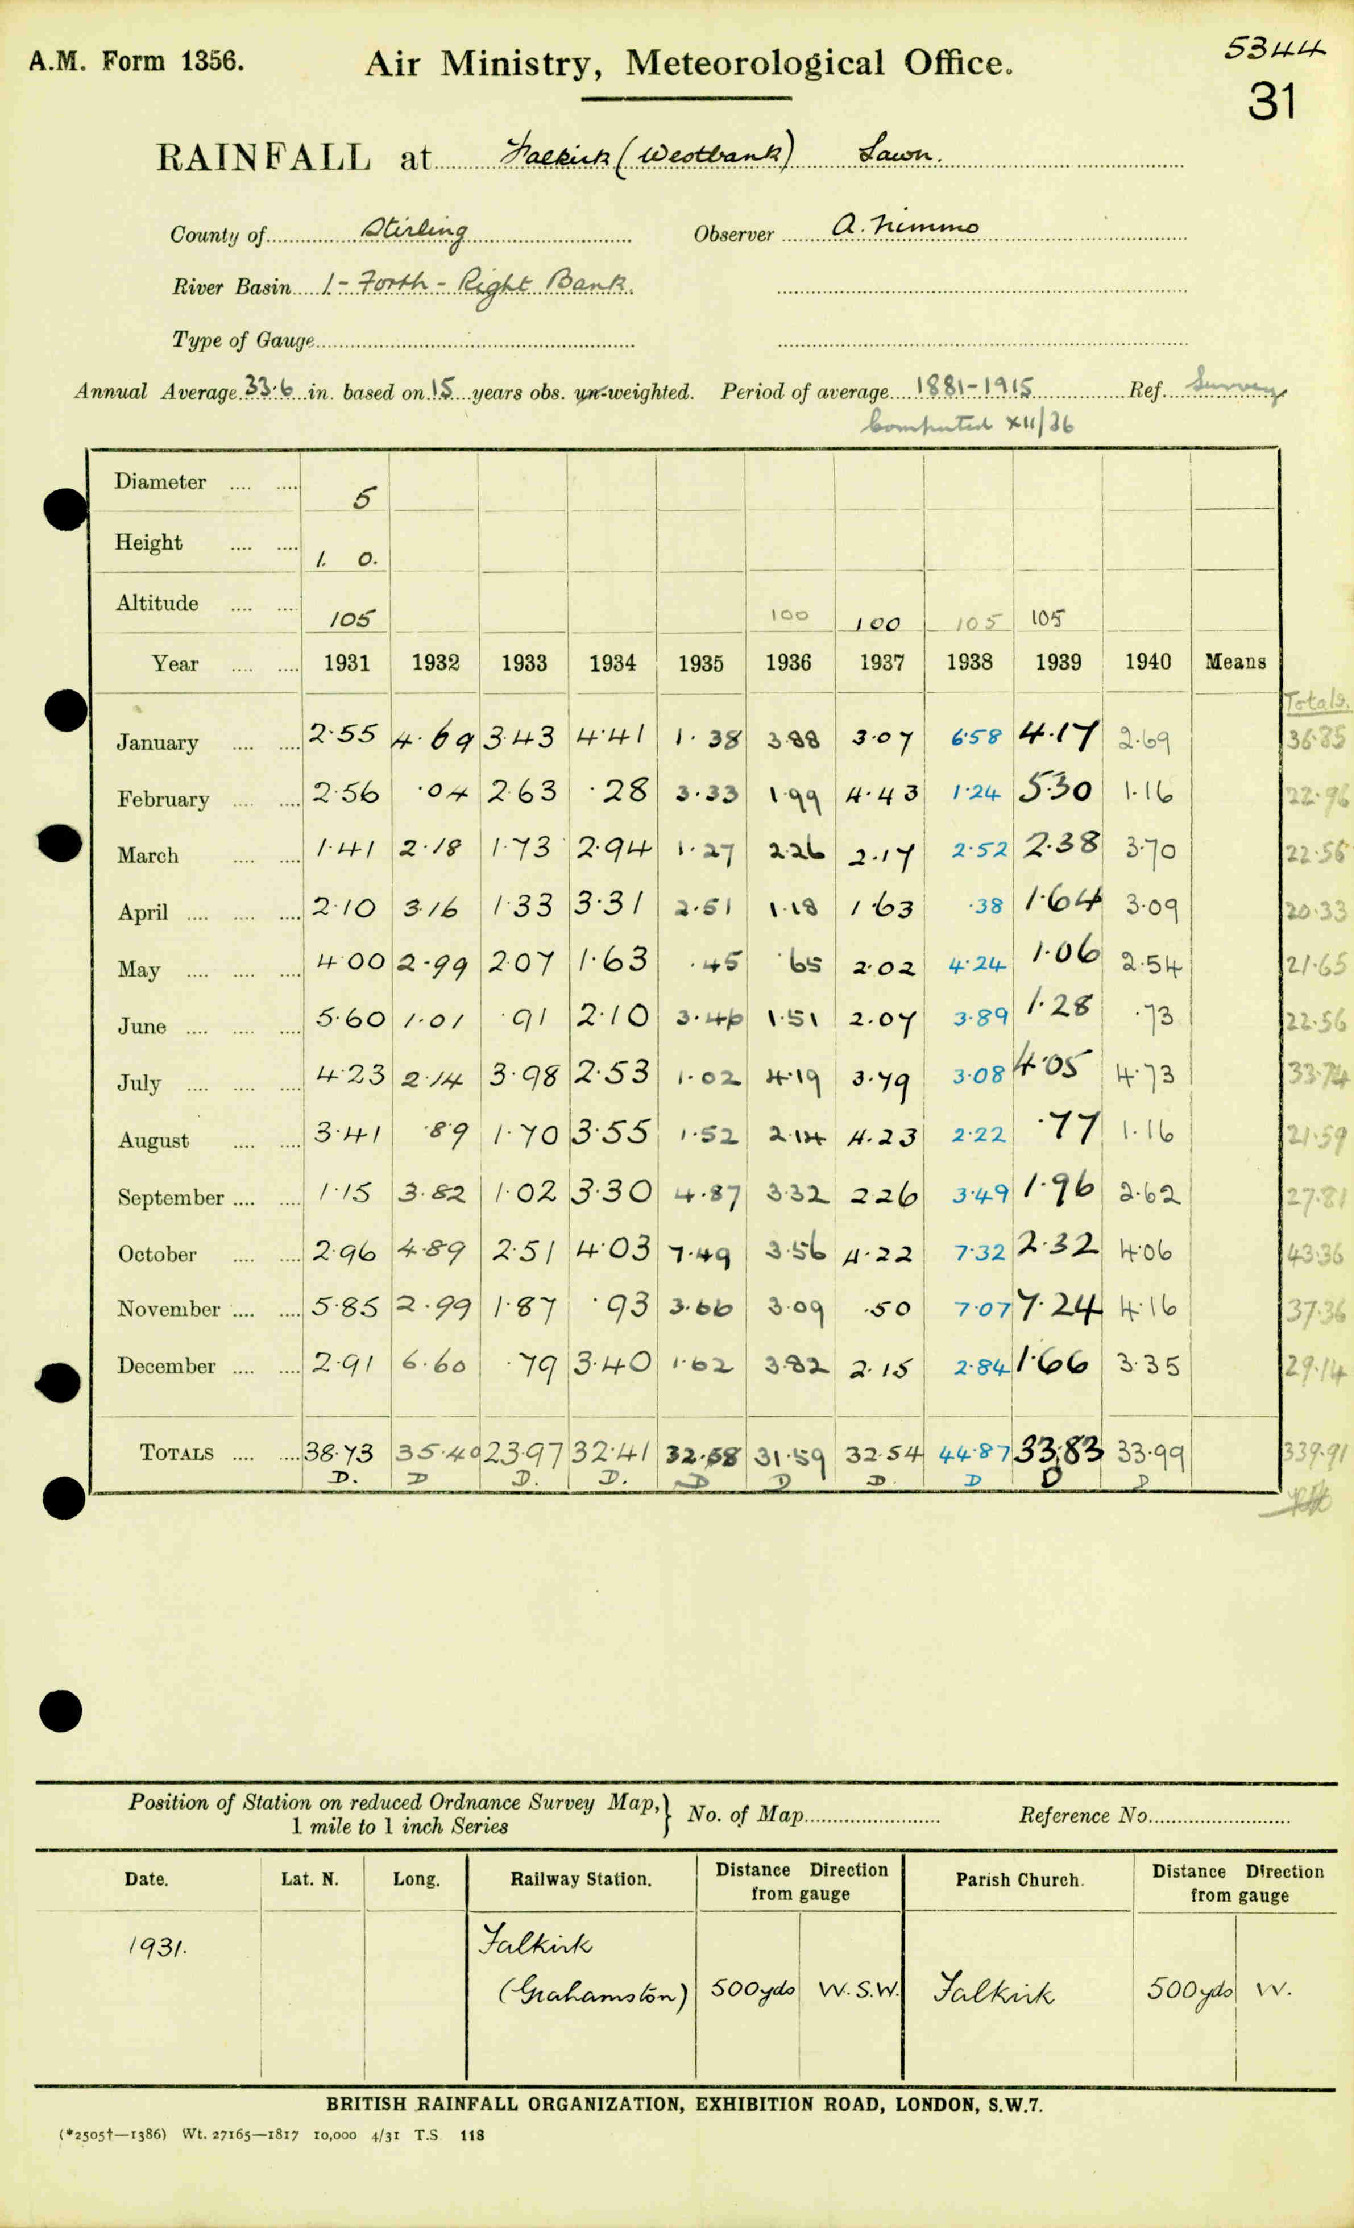 A.M. Form 1356. Air Ministry, Meteorological Office. 5344
31
RAINFALL at Falkirk (Westbank) Lawn.
County of Stirling Observer A. Nimmo
River Basin 1 - Forth - Right Bank.
Type of Gauge
Annual Average 33.6 in. based on 15 years obs. un-weighted. Period of average 1881-1915 Ref. Survey
Computed XII/36
Diameter .... .... 5
Height .... .... 1. 0.
Altitude .... .... 105 100 100 105 105
Year .... .... 1931 1932 1933 1934 1935 1936 1937 1938 1939 1940 Means
Totals.
January .... .... 2.55 4.69 3.43 4.41 1.38 3.88 3.07 6.58 4.17 2.69 36.85
February .... .... 2.56 .04 2.63 .28 3.33 1.99 4.43 1.24 5.30 1.16 22.96
March .... .... 1.41 2.18 1.73 2.94 1.27 2.26 2.17 2.52 2.38 3.70 22.56
April .... .... .... 2.10 3.16 1.33 3.31 2.51 1.18 1.63 .38 1.64 3.09 20.33
May .... .... .... 4.00 2.99 2.07 1.63 .45 .65 2.02 4.24 1.06 2.54 21.65
June .... .... .... 5.60 1.01 .91 2.10 3.46 1.51 2.07 3.89 1.28 .73 22.56
July .... .... .... 4.23 2.14 3.98 2.53 1.02 4.19 3.79 3.08 4.05 4.73 33.74
August .... .... 3.41 .89 1.70 3.55 1.52 2.14 4.23 2.22 .77 1.16 21.59
September .... .... 1.15 3.82 1.02 3.30 4.87 3.32 2.26 3.49 1.96 2.62 27.81
October .... .... 2.96 4.89 2.51 4.03 7.49 3.56 4.22 7.32 2.32 4.06 43.36
November .... .... 5.85 2.99 1.87 .93 3.66 3.09 .50 7.07 7.24 4.16 37.36
December .... .... 2.91 6.60 .79 3.40 1.62 3.82 2.15 2.84 1.66 3.35 29.14
TOTALS .... .... 38.73 35.40 23.97 32.41 32.58 31.59 32.54 44.87 33.83 33.99 339.91
D. D D. D. D D D D D D
Position of Station on reduced Ordnance Survey Map,} No. of Map Reference No.
1 mile to 1 inch Series
Date. Lat. N. Long. Railway Station. Distance Direction from gauge Parish Church. Distance Direction from gauge
1931. Falkirk
(Grahamston) 500yds W.S.W. Falkirk 500yds W.
BRITISH RAINFALL ORGANIZATION, EXHIBITION ROAD, LONDON, S.W.7.
(*2505†—1386) Wt. 27165—1817 10,000 4/31 T.S. 118